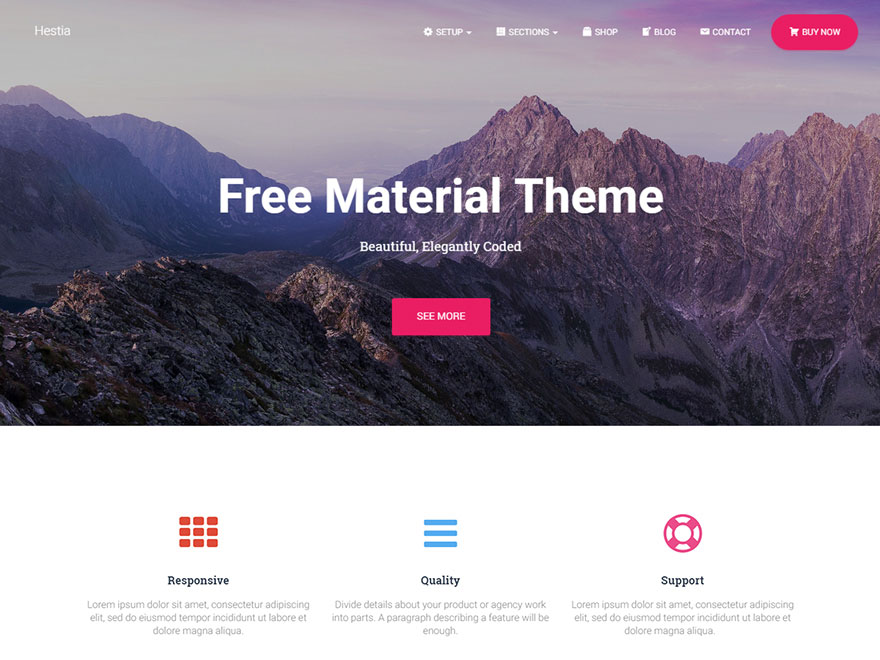 Hestia
SETUP
SECTIONS
SHOP
BLOG
CONTACT
BUY NOW
Free Material Theme
Beautiful, Elegantly Coded
SEE MORE
Responsive
Lorem ipsum dolor sit amet, consectetur adipiscing
elit, sed do eiusmod tempor incididunt ut labore et
dolore magna aliqua.
Quality
Divide details about your product or agency work
into parts. A paragraph describing a feature will be
enough.
Support
Lorem ipsum dolor sit amet, consectetur adipiscing
elit, sed do eiusmod tempor incididunt ut labore et
dolore magna aliqua.